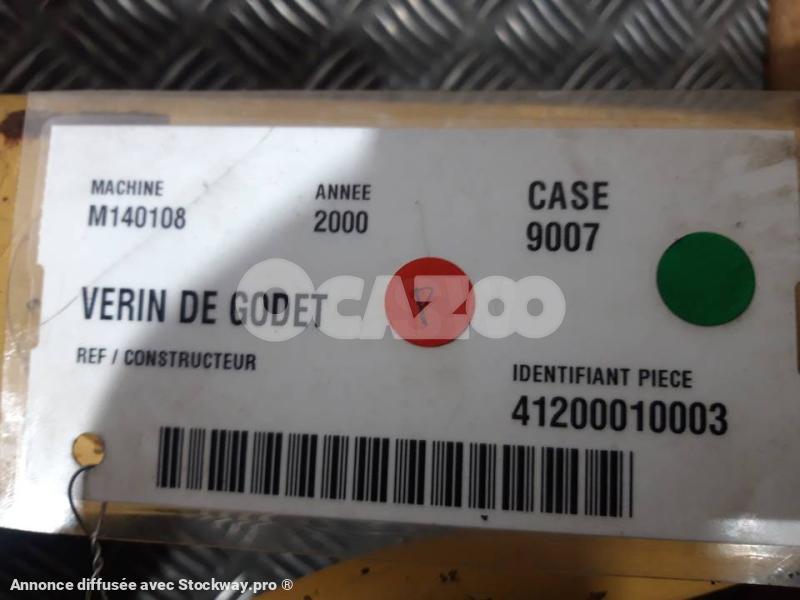 MACHINE
M140108
ANNEE
2000
CASE
9007
VERIN DE GODET
OCAZOO
REF / CONSTRUCTEUR
IDENTIFIANT PIECE
41200010003
Annonce diffusée avec Stockway.pro ®